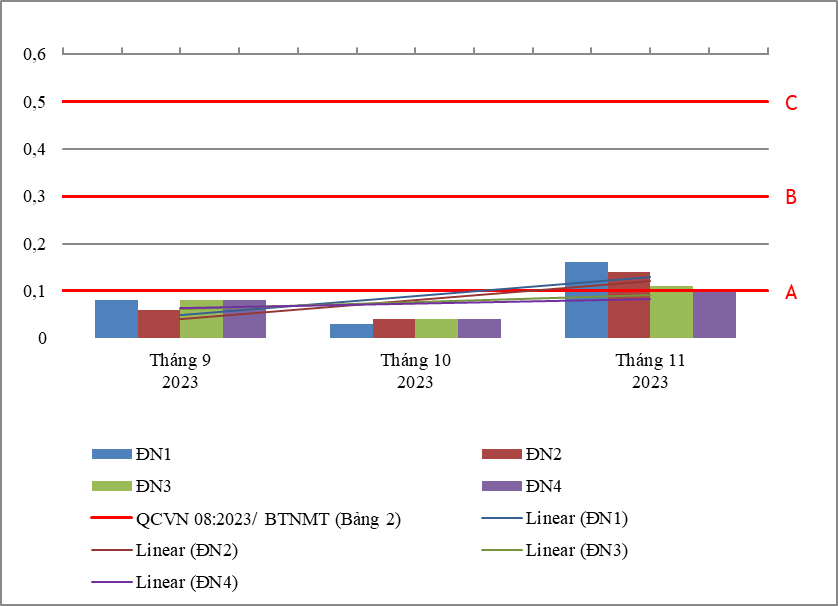 0,6
0,5
C
0,4
0,3
B
0,2
0,1
A
0
Tháng 9
2023
Tháng 10
2023
Tháng 11
2023
ĐN1
ĐN2
ĐN3
ĐN4
QCVN 08:2023/ BTNMT (Bảng 2)
Linear (ĐN1)
Linear (ĐN2)
Linear (ĐN3)
Linear (ĐN4)